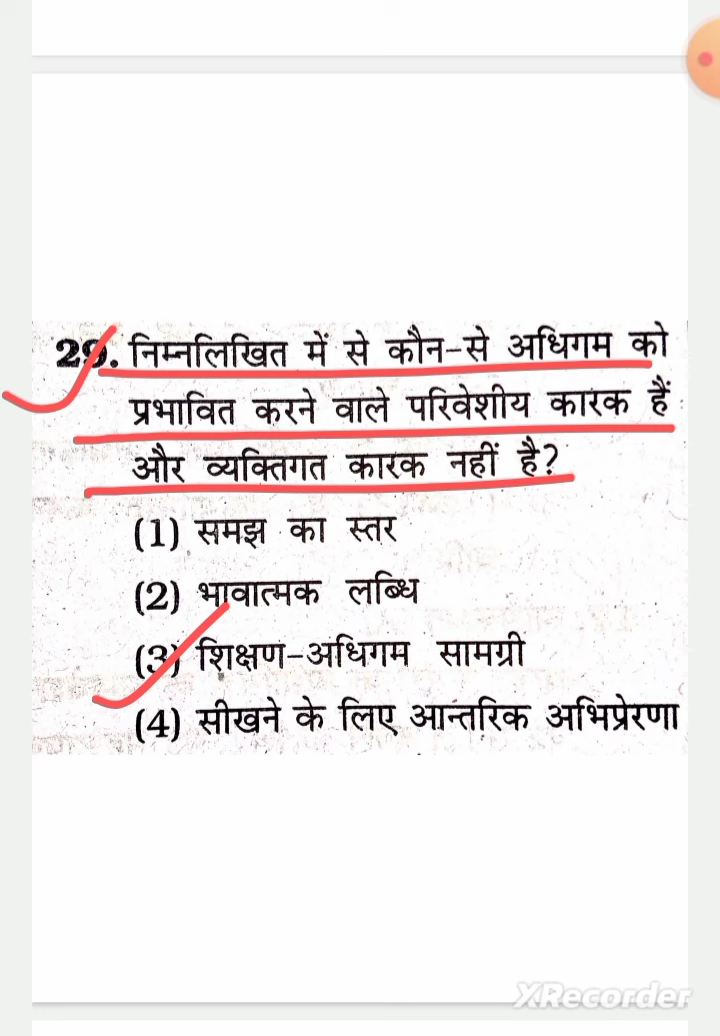 29. निम्नलिखित में से कौन-से अधिगम को
प्रभावित करने वाले परिवेशीय कारक हैं
और व्यक्तिगत कारक नहीं है?
(1) समझ का स्तर
(2) भावात्मक लब्धि
(3) शिक्षण-अधिगम सामग्री
(4) सीखने के लिए आन्तरिक अभिप्रेरणा
XRecorder